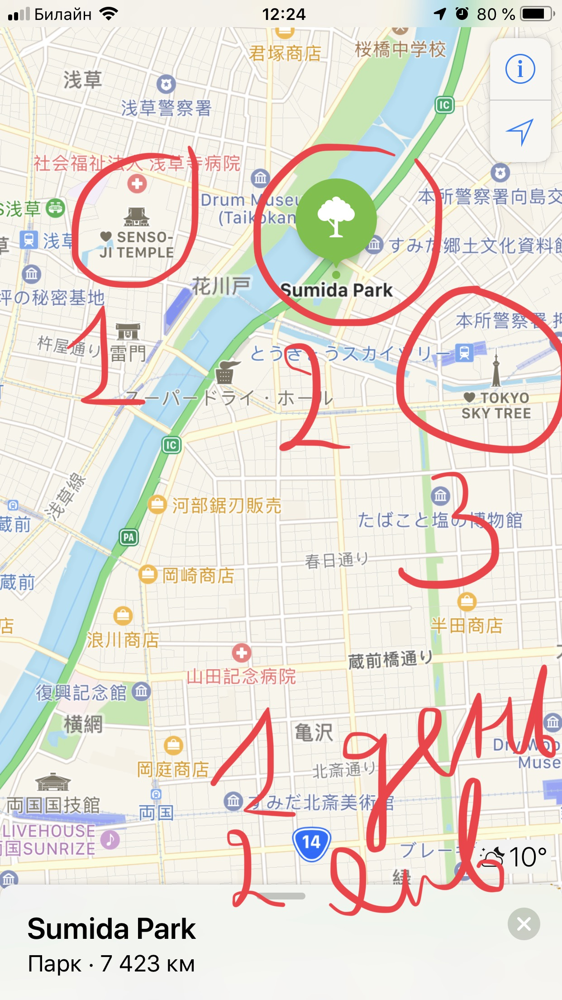 Билайн 12:24 80 %
君塚商店
桜橋中学校
浅草
浅草警察署
IC
社会福祉法人 浅草寺病院
Drum Museu
(Taikokan
本所警察署向島交
S浅草
SENSO-
JI TEMPLE
浅草
すみだ郷土文化資料館
草
花川戸
Sumida Park
坪の秘密基地
本所警察署 押
1
杵屋通り
雷門
とうきょうスカイツリー
2
スーパードライ・ホール
TOKYO
SKY TREE
IC
浅草線
3
河部鋸刃販売
蔵前
たばこと塩の博物館
PA
春日通り
蔵前
岡崎商店
半田商店
店
浪川商店
蔵前橋通り
山田記念病院
復興記念館
横網
亀沢
1 день
Dry Woo
Muse
岡庭商店
北斎通り
両国国技館
両国
すみだ北斎美術館
LIVEHOUSE
両国SUNRIZE
14
ブレーキ
10°
緑
Sumida Park
Парк · 7 423 км